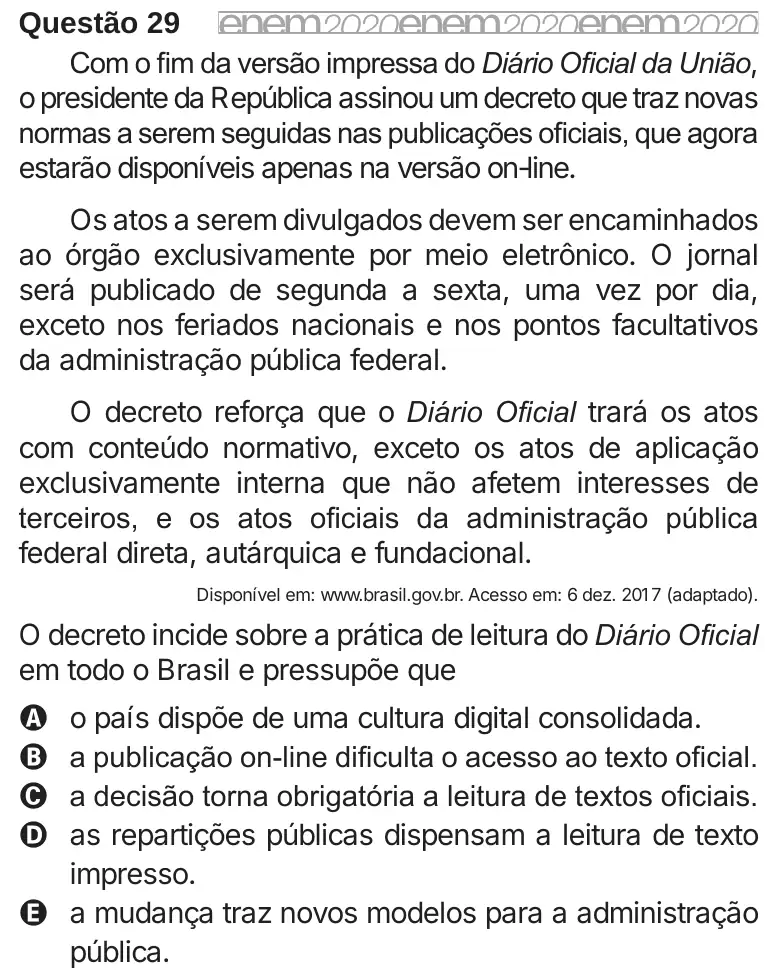 Questão 29 enem2020enem2020enem2020
Com o fim da versão impressa do Diário Oficial da União,
o presidente da República assinou um decreto que traz novas
normas a serem seguidas nas publicações oficiais, que agora
estarão disponíveis apenas na versão on-line.
Os atos a serem divulgados devem ser encaminhados
ao órgão exclusivamente por meio eletrônico. O jornal
será publicado de segunda a sexta, uma vez por dia,
exceto nos feriados nacionais e nos pontos facultativos
da administração pública federal.
O decreto reforça que o Diário Oficial trará os atos
com conteúdo normativo, exceto os atos de aplicação
exclusivamente interna que não afetem interesses de
terceiros, e os atos oficiais da administração pública
federal direta, autárquica e fundacional.
Disponível em: www.brasil.gov.br. Acesso em: 6 dez. 2017 (adaptado).
O decreto incide sobre a prática de leitura do Diário Oficial
em todo o Brasil e pressupõe que
A o país dispõe de uma cultura digital consolidada.
B a publicação on-line dificulta o acesso ao texto oficial.
C a decisão torna obrigatória a leitura de textos oficiais.
D as repartições públicas dispensam a leitura de texto
impresso.
E a mudança traz novos modelos para a administração
pública.